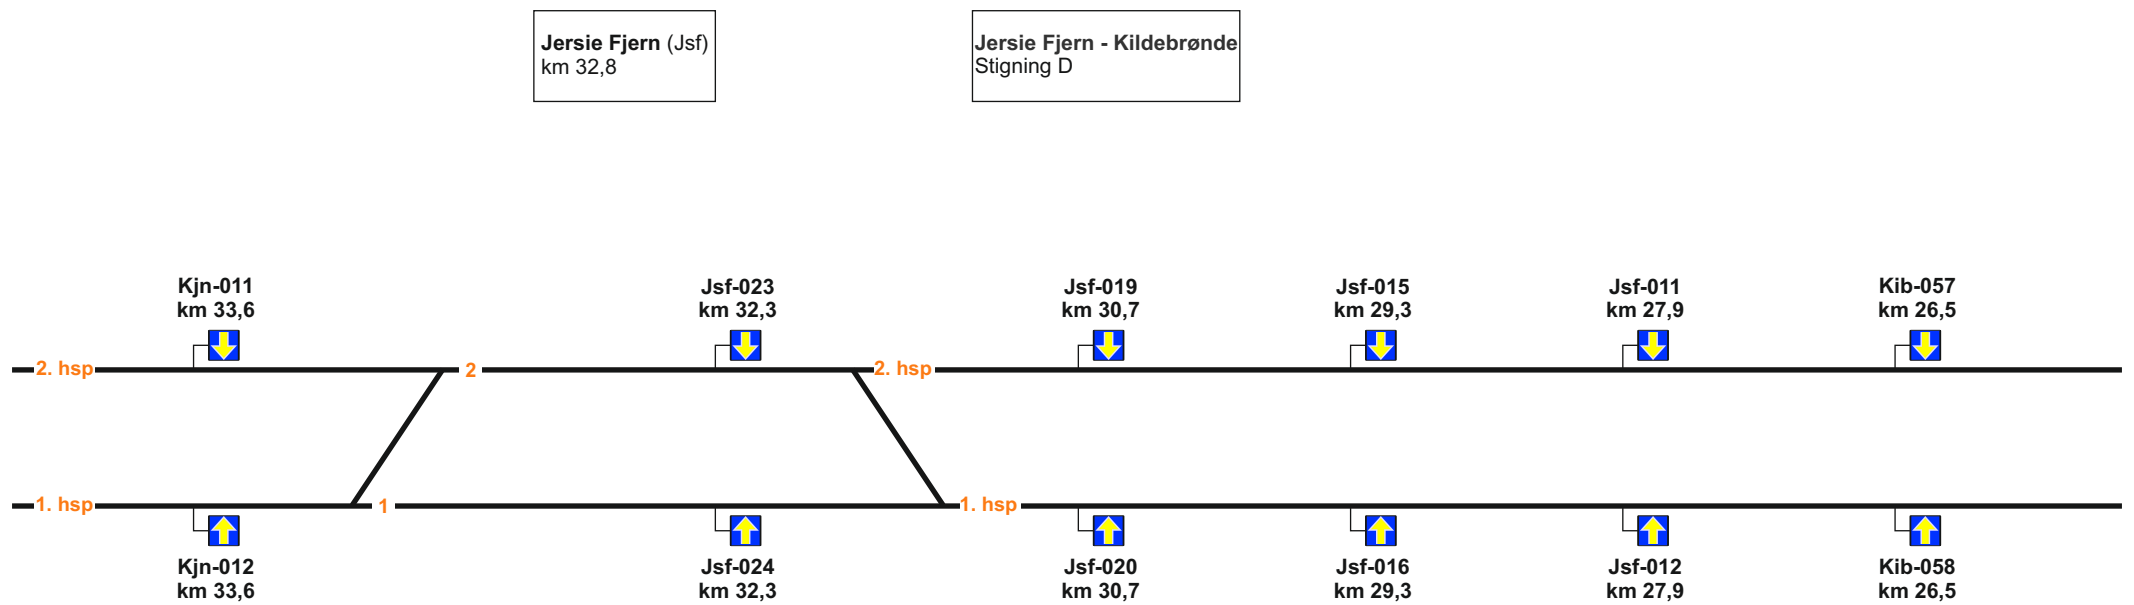 Jersie Fjern (Jsf)
km 32,8
Jersie Fjern - Kildebrønde
Stigning D
Kjn-011
km 33,6
Jsf-023
km 32,3
Jsf-019
km 30,7
Jsf-015
km 29,3
Jsf-011
km 27,9
Kib-057
km 26,5
2. hsp
2
2. hsp
1. hsp
1
1. hsp
Kjn-012
km 33,6
Jsf-024
km 32,3
Jsf-020
km 30,7
Jsf-016
km 29,3
Jsf-012
km 27,9
Kib-058
km 26,5